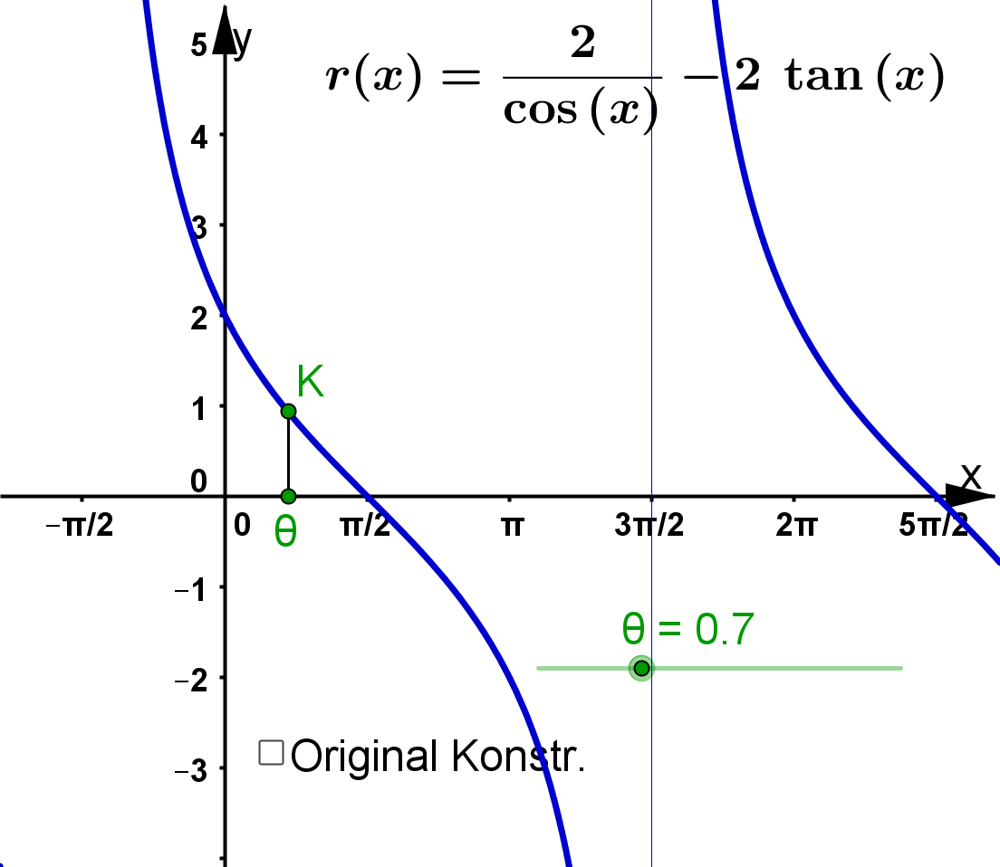 y
r(x) = 2/cos(x) − 2 tan(x)
5
4
3
2
1
0
K
x
−π/2 0 θ π/2 π 3π/2 2π 5π/2
−1
θ = 0.7
−2
Original Konstr.
−3